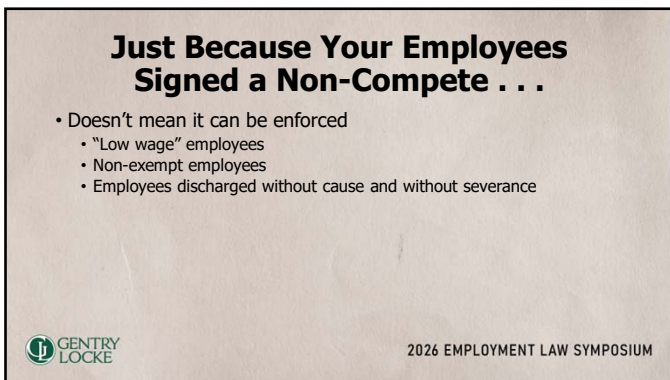 Just Because Your Employees
Signed a Non-Compete . . .
• Doesn’t mean it can be enforced
• “Low wage” employees
• Non-exempt employees
• Employees discharged without cause and without severance
GENTRY
LOCKE
2026 EMPLOYMENT LAW SYMPOSIUM